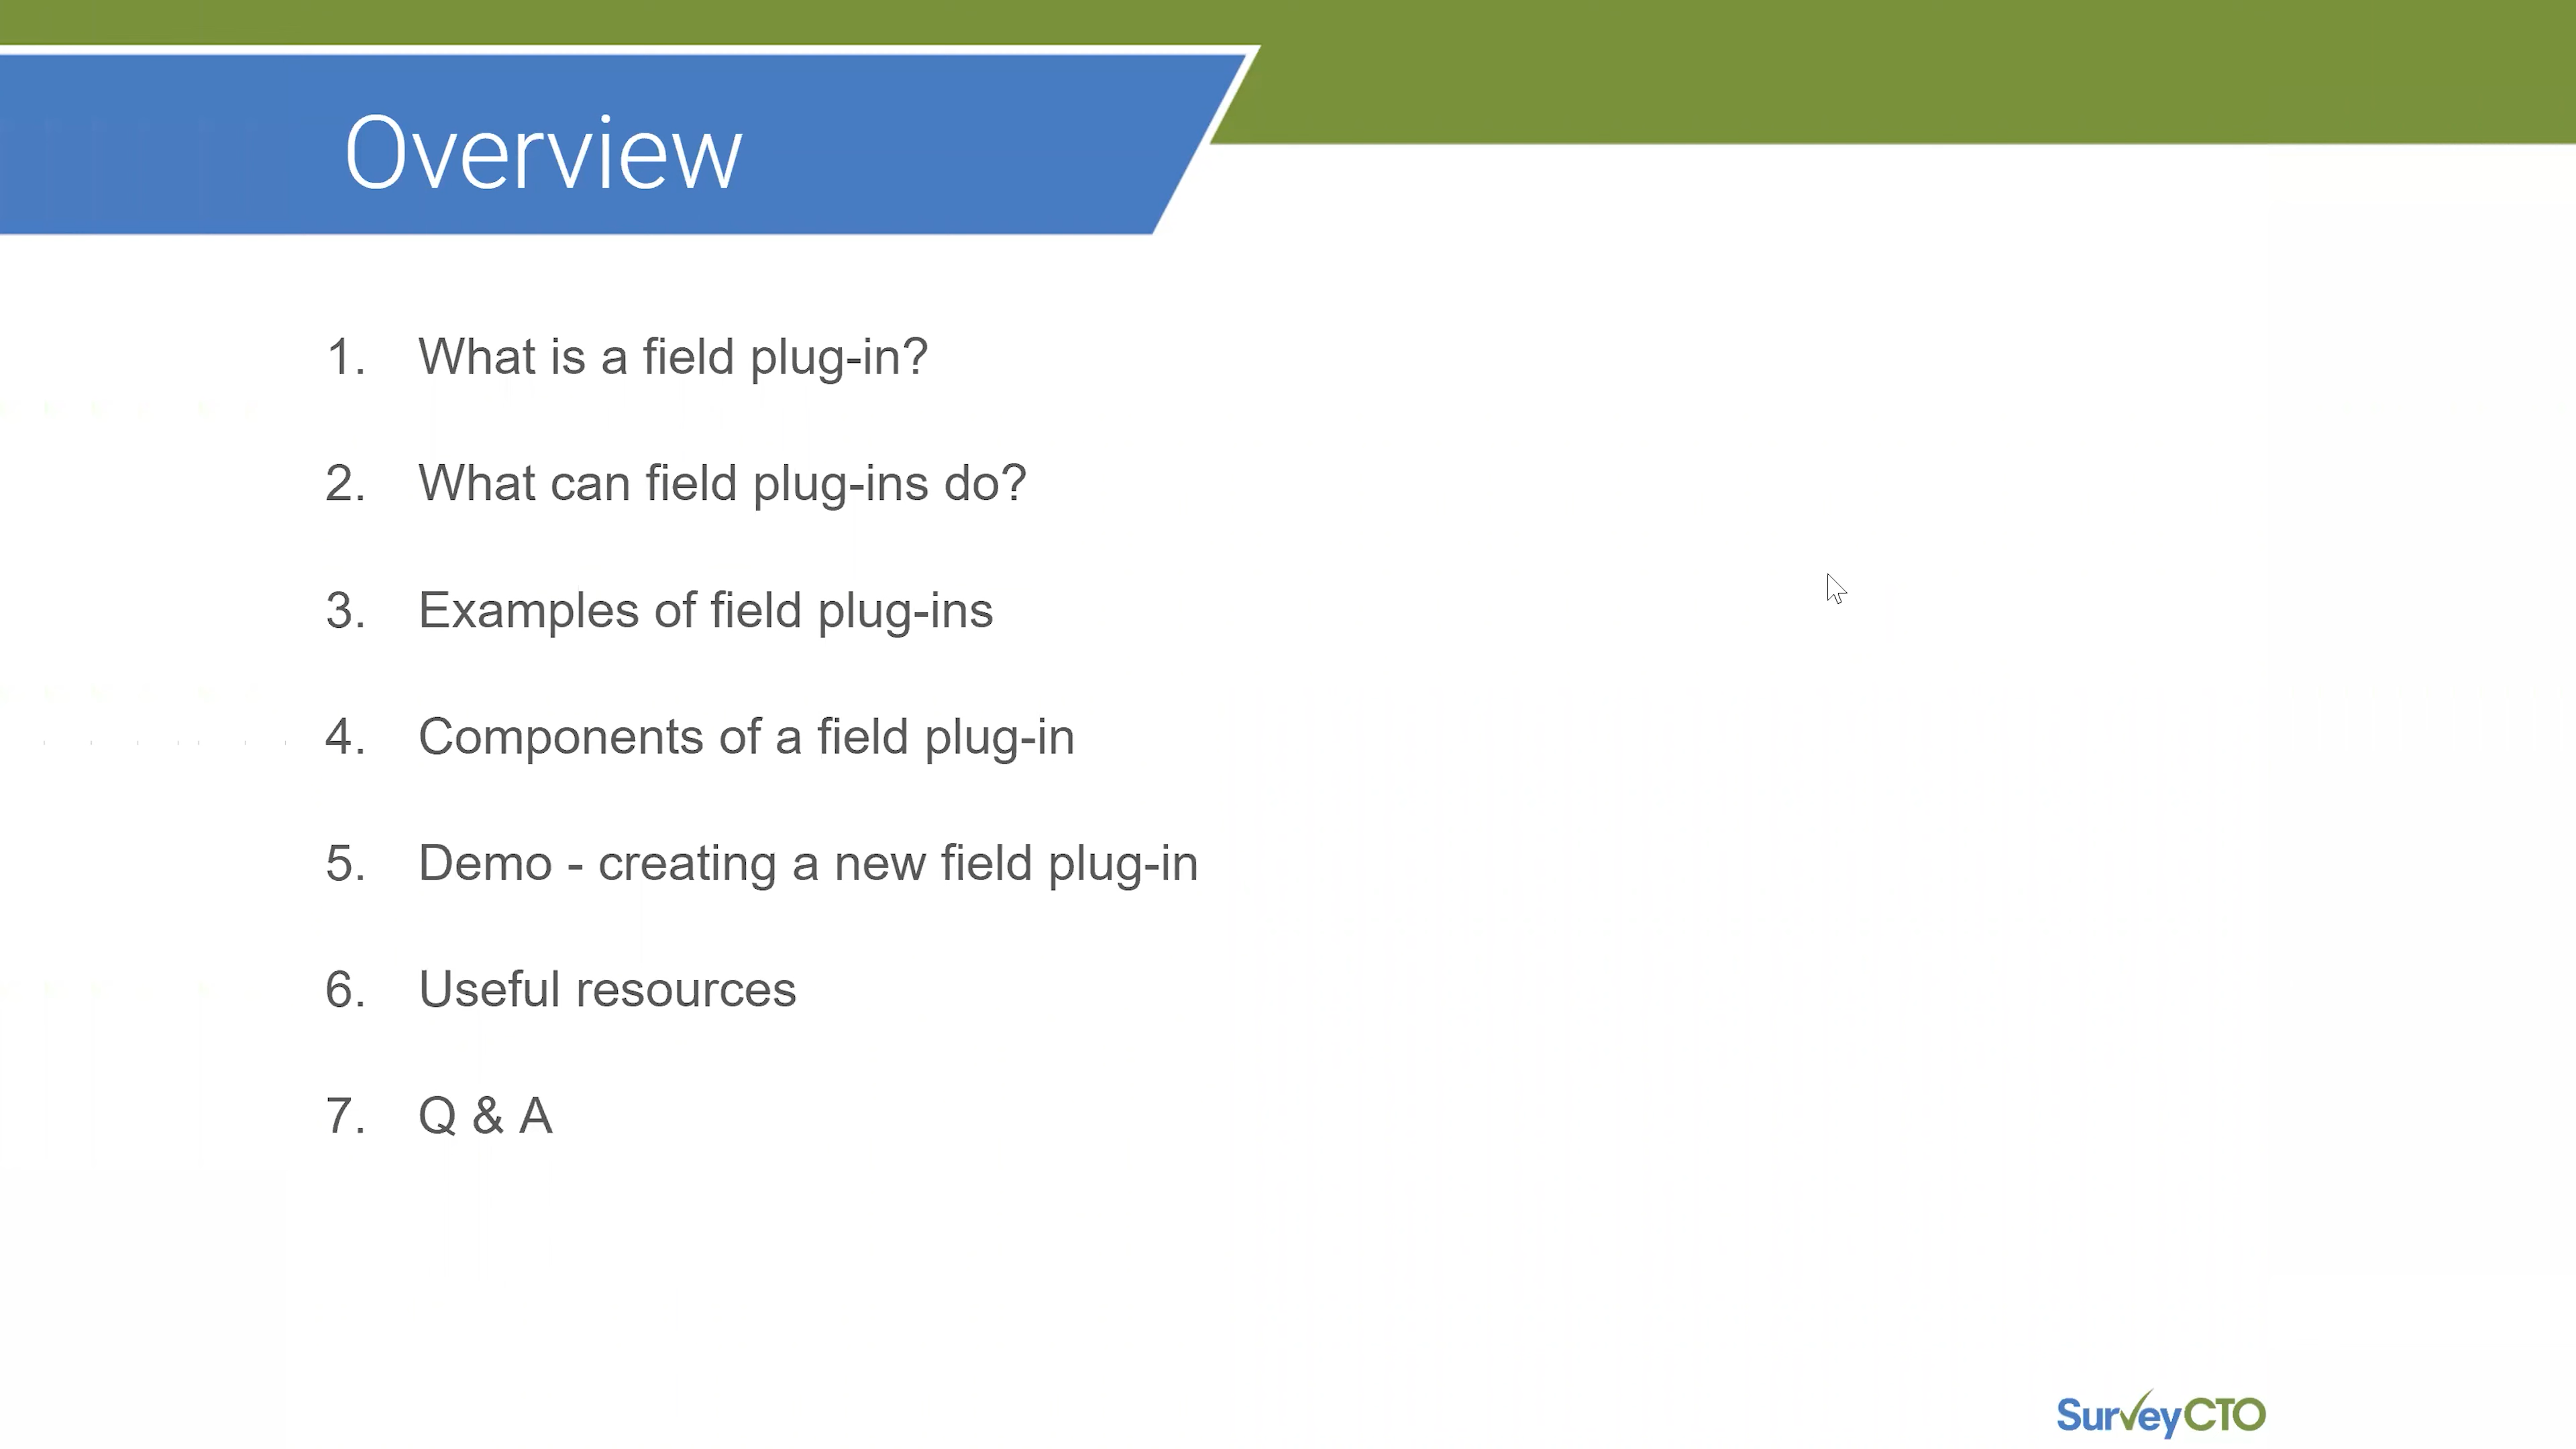 Overview
1. What is a field plug-in?
2. What can field plug-ins do?
3. Examples of field plug-ins
4. Components of a field plug-in
5. Demo - creating a new field plug-in
6. Useful resources
7. Q & A
SurveyCTO